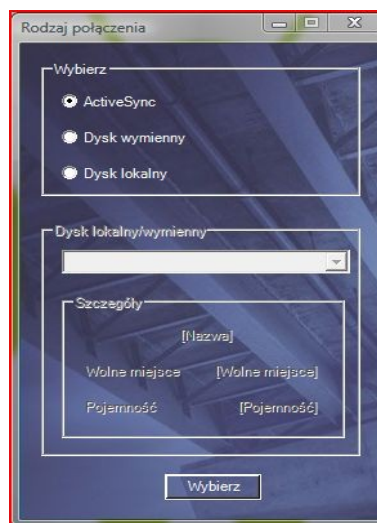 Rodzaj połączenia
Wybierz
ActiveSync
Dysk wymienny
Dysk lokalny
Dysk lokalny/wymienny
Szczegóły
[Nazwa]
Wolne miejsce [Wolne miejsce]
Pojemność [Pojemność]
Wybierz